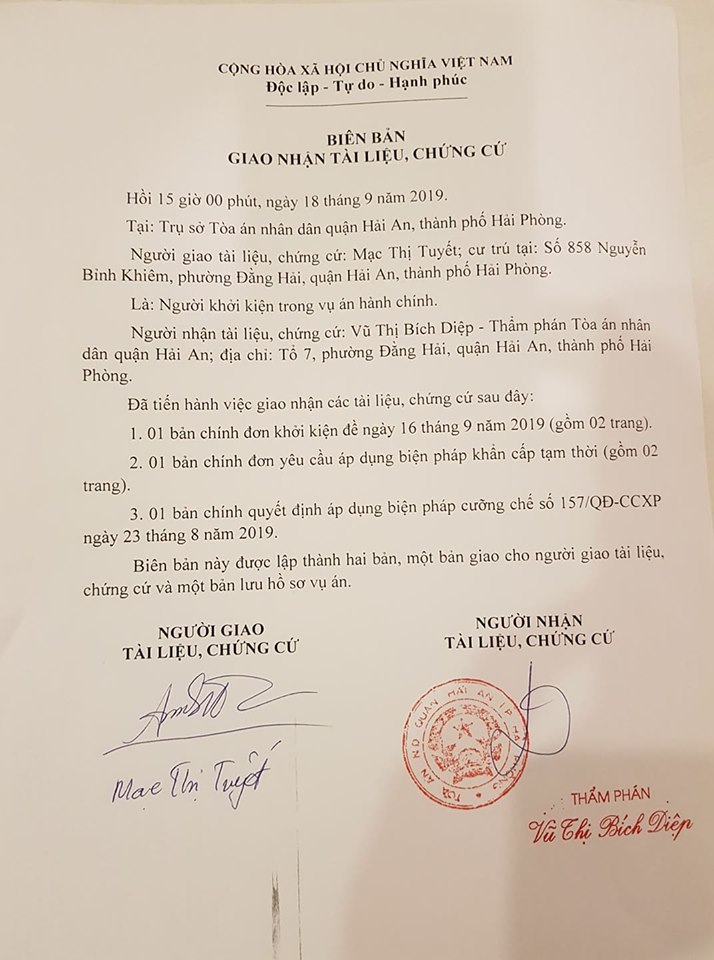 CỘNG HÒA XÃ HỘI CHỦ NGHĨA VIỆT NAM
Độc lập - Tự do - Hạnh phúc
BIÊN BẢN
GIAO NHẬN TÀI LIỆU, CHỨNG CỨ
Hồi 15 giờ 00 phút, ngày 18 tháng 9 năm 2019.
Tại: Trụ sở Tòa án nhân dân quận Hải An, thành phố Hải Phòng.
Người giao tài liệu, chứng cứ: Mạc Thị Tuyết; cư trú tại: Số 858 Nguyễn
Bỉnh Khiêm, phường Đằng Hải, quận Hải An, thành phố Hải Phòng.
Là: Người khởi kiện trong vụ án hành chính.
Người nhận tài liệu, chứng cứ: Vũ Thị Bích Diệp - Thẩm phán Tòa án nhân
dân quận Hải An; địa chỉ: Tổ 7, phường Đằng Hải, quận Hải An, thành phố Hải
Phòng.
Đã tiến hành việc giao nhận các tài liệu, chứng cứ sau đây:
1. 01 bản chính đơn khởi kiện đề ngày 16 tháng 9 năm 2019 (gồm 02 trang).
2. 01 bản chính đơn yêu cầu áp dụng biện pháp khẩn cấp tạm thời (gồm 02
trang).
3. 01 bản chính quyết định áp dụng biện pháp cưỡng chế số 157/QĐ-CCXP
ngày 23 tháng 8 năm 2019.
Biên bản này được lập thành hai bản, một bản giao cho người giao tài liệu,
chứng cứ và một bản lưu hồ sơ vụ án.
NGƯỜI GIAO
TÀI LIỆU, CHỨNG CỨ
NGƯỜI NHẬN
TÀI LIỆU, CHỨNG CỨ
Mạc Thị Tuyết
TOÀ ÁN ND QUẬN HẢI AN TP HẢI PHÒNG
THẨM PHÁN
Vũ Thị Bích Diệp